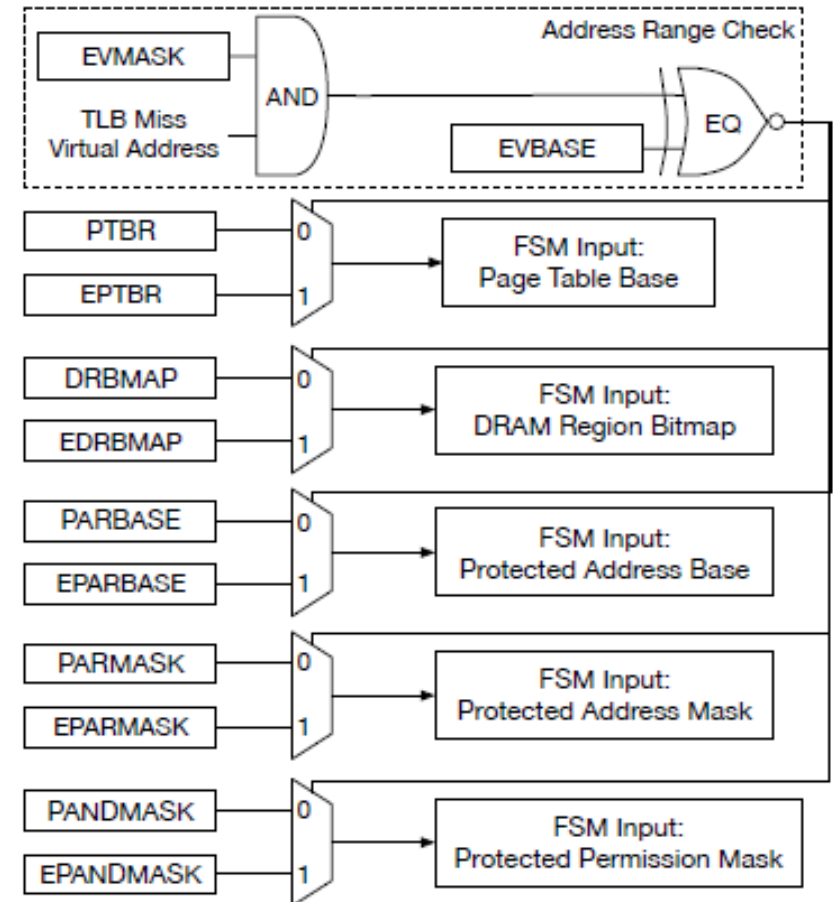 Address Range Check
EVMASK
AND
TLB Miss
Virtual Address
EQ
EVBASE
PTBR
0
FSM Input:
Page Table Base
EPTBR
1
DRBMAP
0
FSM Input:
DRAM Region Bitmap
EDRBMAP
1
PARBASE
0
FSM Input:
Protected Address Base
EPARBASE
1
PARMASK
0
FSM Input:
Protected Address Mask
EPARMASK
1
PANDMASK
0
FSM Input:
Protected Permission Mask
EPANDMASK
1